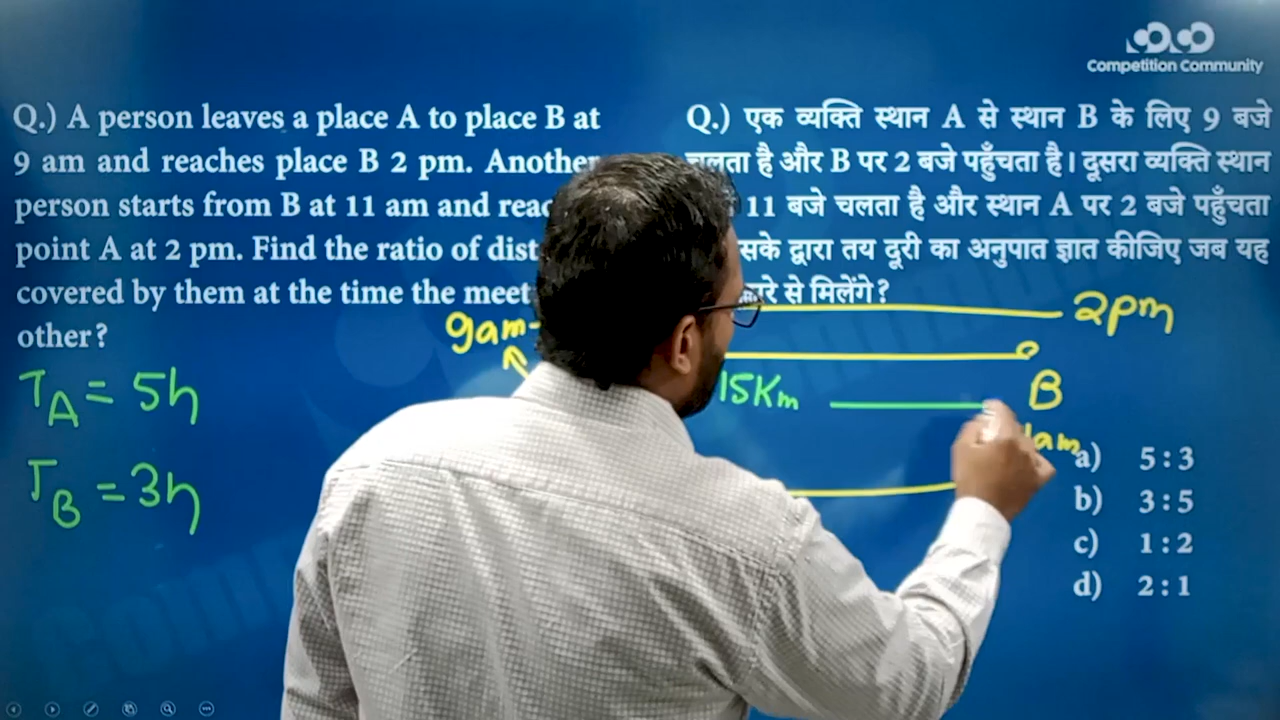 Competition Community
Q.) A person leaves a place A to place B at
9 am and reaches place B 2 pm. Another
person starts from B at 11 am and reac
point A at 2 pm. Find the ratio of dist
covered by them at the time the meet
other?
Q.) एक व्यक्ति स्थान A से स्थान B के लिए 9 बजे
चलता है और B पर 2 बजे पहुँचता है। दूसरा व्यक्ति स्थान
11 बजे चलता है और स्थान A पर 2 बजे पहुँचता
सके द्वारा तय दूरी का अनुपात ज्ञात कीजिए जब यह
से मिलेंगे?
9am
2pm
15Km
B
am
TA = 5h
TB = 3h
a) 5:3
b) 3:5
c) 1:2
d) 2:1